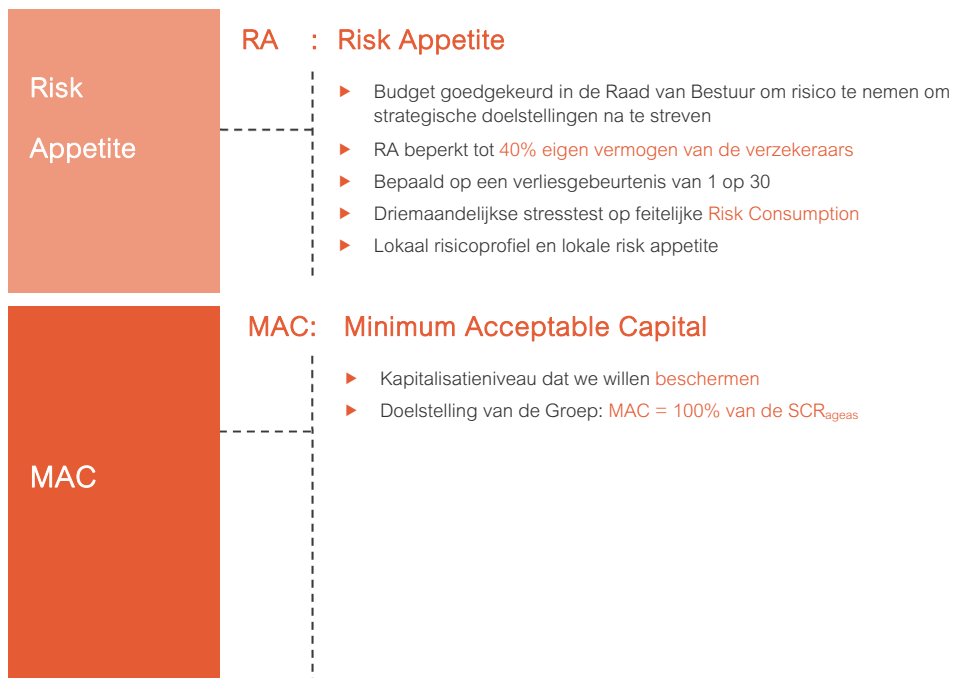 RA : Risk Appetite
Risk
Appetite
► Budget goedgekeurd in de Raad van Bestuur om risico te nemen om
strategische doelstellingen na te streven
► RA beperkt tot 40% eigen vermogen van de verzekeraars
► Bepaald op een verliesgebeurtenis van 1 op 30
► Driemaandelijkse stresstest op feitelijke Risk Consumption
► Lokaal risicoprofiel en lokale risk appetite
MAC: Minimum Acceptable Capital
► Kapitalisatieniveau dat we willen beschermen
► Doelstelling van de Groep: MAC = 100% van de SCRageas
MAC